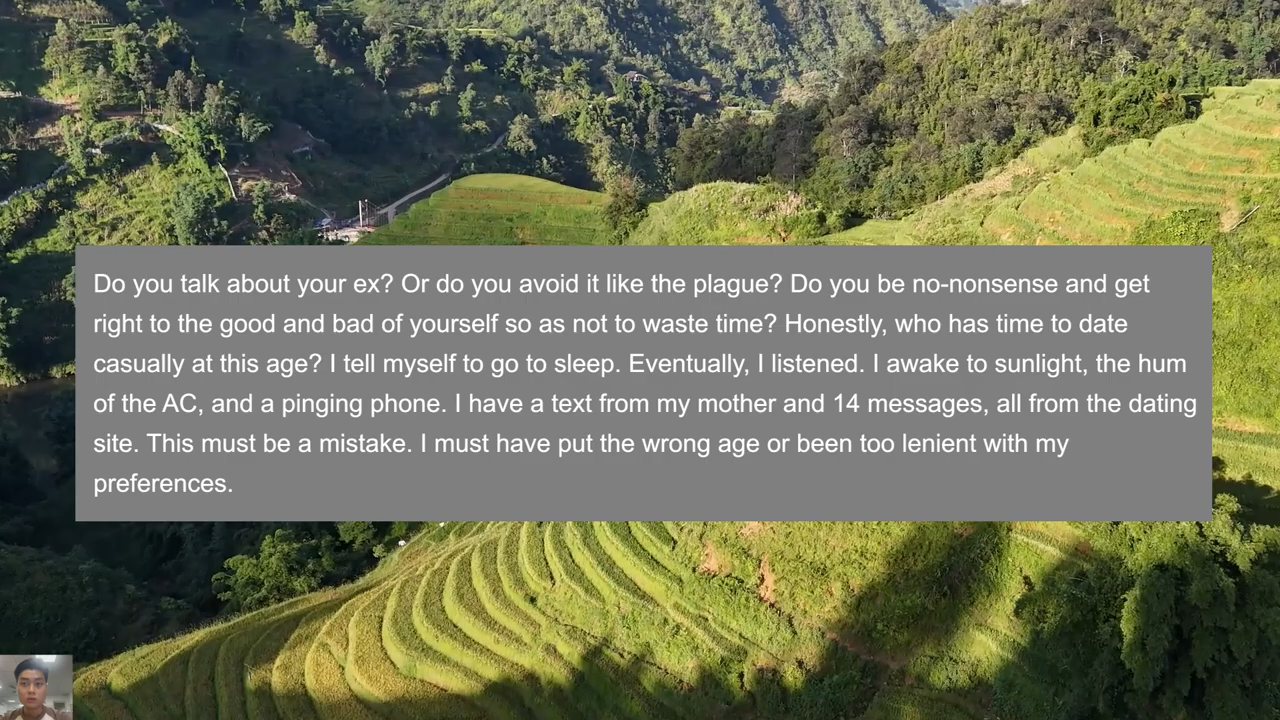 Do you talk about your ex? Or do you avoid it like the plague? Do you be no-nonsense and get
right to the good and bad of yourself so as not to waste time? Honestly, who has time to date
casually at this age? I tell myself to go to sleep. Eventually, I listened. I awake to sunlight, the hum
of the AC, and a pinging phone. I have a text from my mother and 14 messages, all from the dating
site. This must be a mistake. I must have put the wrong age or been too lenient with my
preferences.